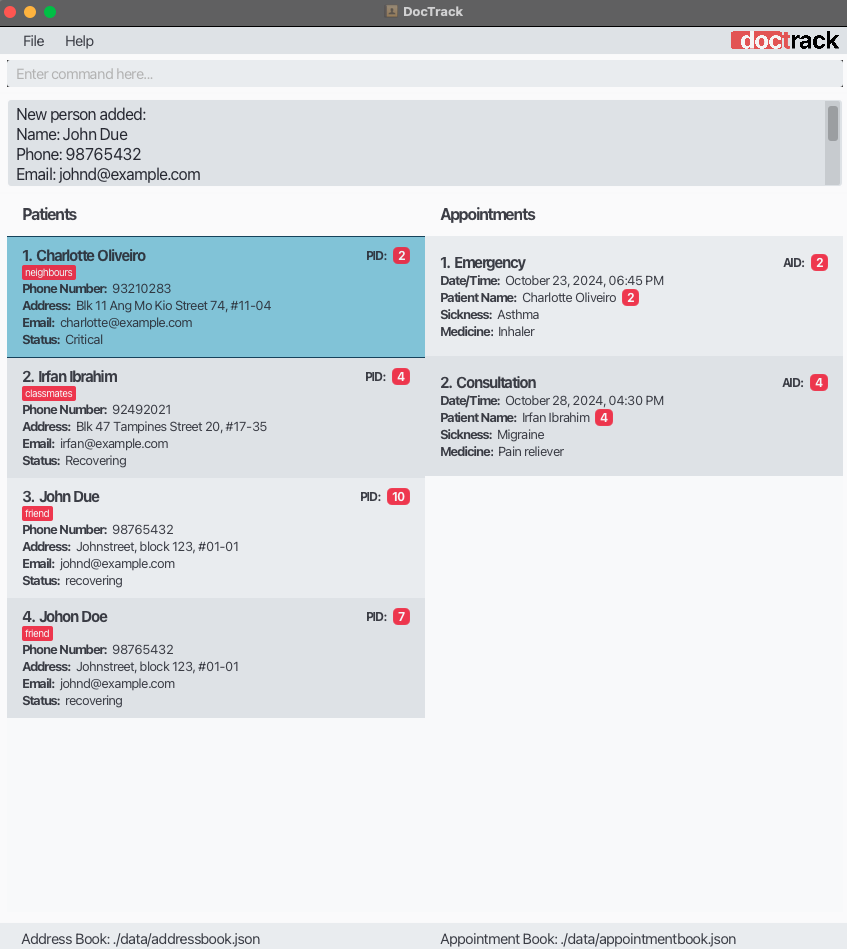 DocTrack
File Help
doctrack
Enter command here...
New person added:
Name: John Due
Phone: 98765432
Email: johnd@example.com
Patients
1. Charlotte Oliveiro PID: 2
neighbours
Phone Number: 93210283
Address: Blk 11 Ang Mo Kio Street 74, #11-04
Email: charlotte@example.com
Status: Critical
2. Irfan Ibrahim PID: 4
classmates
Phone Number: 92492021
Address: Blk 47 Tampines Street 20, #17-35
Email: irfan@example.com
Status: Recovering
3. John Due PID: 10
friend
Phone Number: 98765432
Address: Johnstreet, block 123, #01-01
Email: johnd@example.com
Status: recovering
4. Johon Doe PID: 7
friend
Phone Number: 98765432
Address: Johnstreet, block 123, #01-01
Email: johnd@example.com
Status: recovering
Appointments
1. Emergency AID: 2
Date/Time: October 23, 2024, 06:45 PM
Patient Name: Charlotte Oliveiro 2
Sickness: Asthma
Medicine: Inhaler
2. Consultation AID: 4
Date/Time: October 28, 2024, 04:30 PM
Patient Name: Irfan Ibrahim 4
Sickness: Migraine
Medicine: Pain reliever
Address Book: ./data/addressbook.json
Appointment Book: ./data/appointmentbook.json